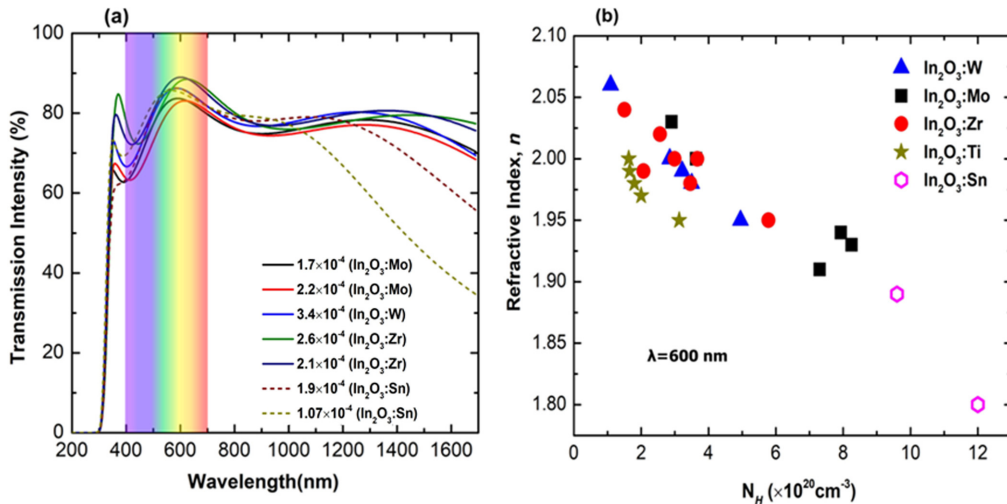 (a)
Transmission Intensity (%)
100
80
60
40
20
0
1.7×10⁻⁴ (In₂O₃:Mo)
2.2×10⁻⁴ (In₂O₃:Mo)
3.4×10⁻⁴ (In₂O₃:W)
2.6×10⁻⁴ (In₂O₃:Zr)
2.1×10⁻⁴ (In₂O₃:Zr)
1.9×10⁻⁴ (In₂O₃:Sn)
1.07×10⁻⁴ (In₂O₃:Sn)
200 400 600 800 1000 1200 1400 1600
Wavelength(nm)
(b)
Refractive Index, n
2.10
2.05
2.00
1.95
1.90
1.85
1.80
In₂O₃:W
In₂O₃:Mo
In₂O₃:Zr
In₂O₃:Ti
In₂O₃:Sn
λ=600 nm
0 2 4 6 8 10 12
N_H (×10²⁰cm⁻³)